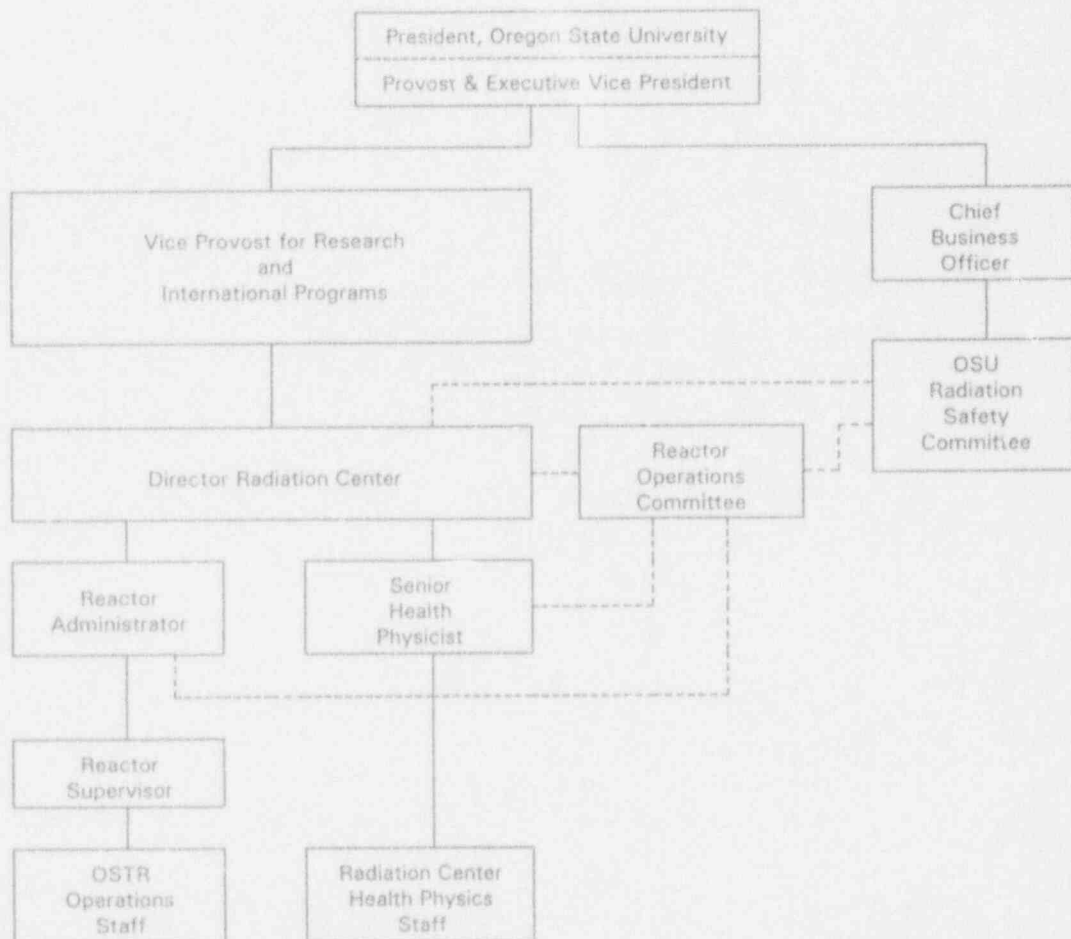 President, Oregon State University
Provost & Executive Vice President
Vice Provost for Research
and
International Programs
Chief
Business
Officer
OSU
Radiation
Safety
Committee
Director Radiation Center
Reactor
Operations
Committee
Reactor
Administrator
Senior
Health
Physicist
Reactor
Supervisor
OSTR
Operations
Staff
Radiation Center
Health Physics
Staff